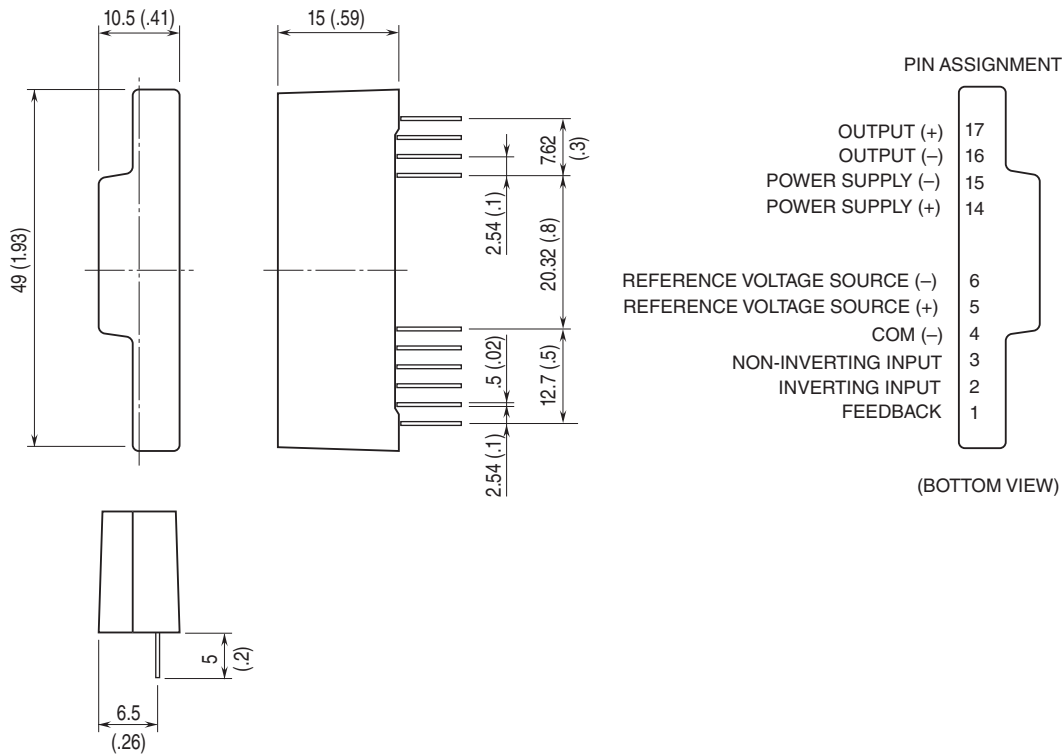 10.5 (.41)
15 (.59)
49 (1.93)
7.62
(.3)
2.54 (.1)
20.32 (.8)
.5 (.02)
12.7 (.5)
2.54 (.1)
5
(.2)
6.5
(.26)
PIN ASSIGNMENT
OUTPUT (+) 17
OUTPUT (–) 16
POWER SUPPLY (–) 15
POWER SUPPLY (+) 14
REFERENCE VOLTAGE SOURCE (–) 6
REFERENCE VOLTAGE SOURCE (+) 5
COM (–) 4
NON-INVERTING INPUT 3
INVERTING INPUT 2
FEEDBACK 1
(BOTTOM VIEW)